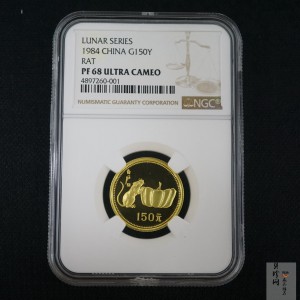 LUNAR SERIES
1984 CHINA G150Y
RAT
PF 68 ULTRA CAMEO
4897260-001
NUMISMATIC GUARANTY CORPORATION
NGC
150元